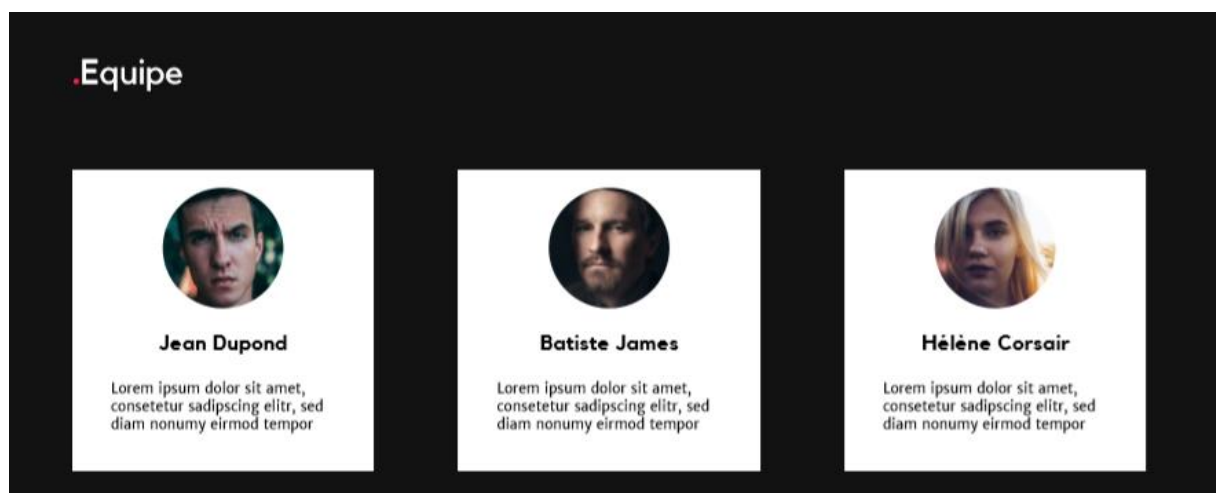 .Equipe
Jean Dupond
Lorem ipsum dolor sit amet,
consetetur sadipscing elitr, sed
diam nonumy eirmod tempor
Batiste James
Lorem ipsum dolor sit amet,
consetetur sadipscing elitr, sed
diam nonumy eirmod tempor
Hélène Corsair
Lorem ipsum dolor sit amet,
consetetur sadipscing elitr, sed
diam nonumy eirmod tempor